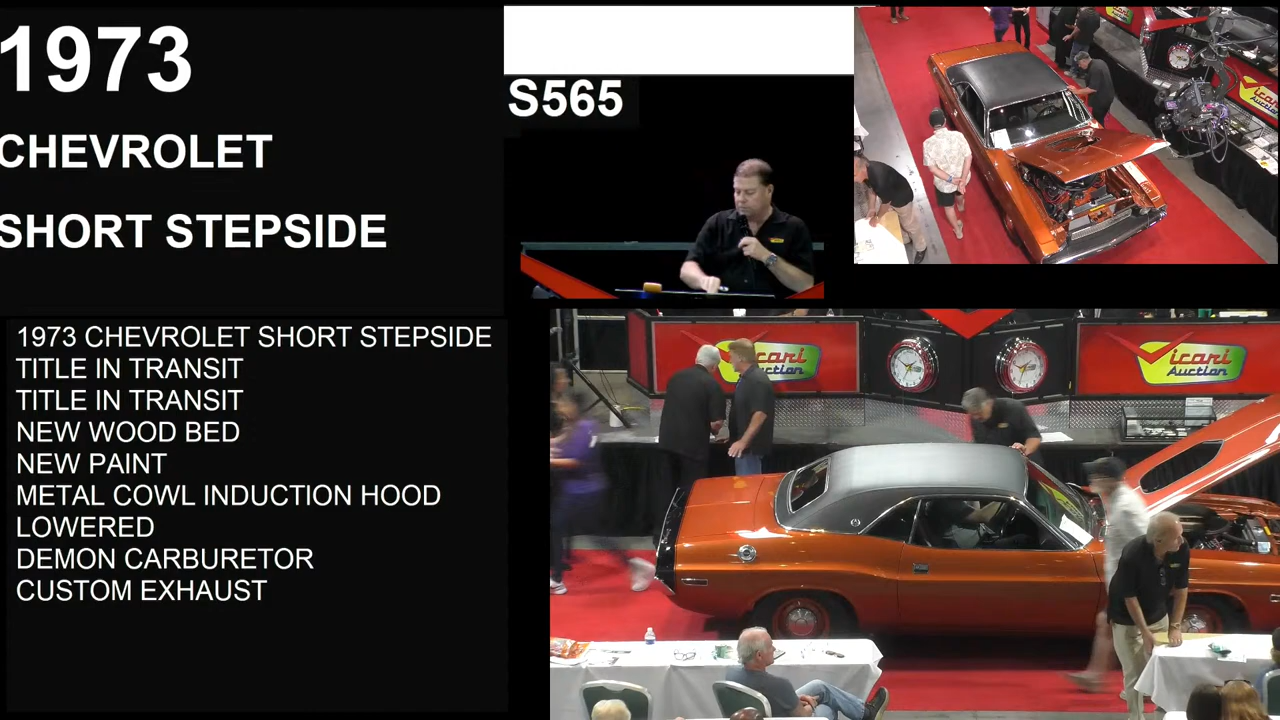 1973
CHEVROLET
SHORT STEPSIDE
S565
1973 CHEVROLET SHORT STEPSIDE
TITLE IN TRANSIT
TITLE IN TRANSIT
NEW WOOD BED
NEW PAINT
METAL COWL INDUCTION HOOD
LOWERED
DEMON CARBURETOR
CUSTOM EXHAUST
Vicari
Auction
Vicari
Auction